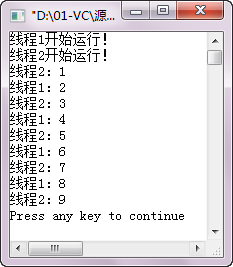 "D:\01-VC\源...
线程1开始运行!
线程2开始运行!
线程2: 1
线程1: 2
线程2: 3
线程1: 4
线程2: 5
线程1: 6
线程2: 7
线程1: 8
线程2: 9
Press any key to continue